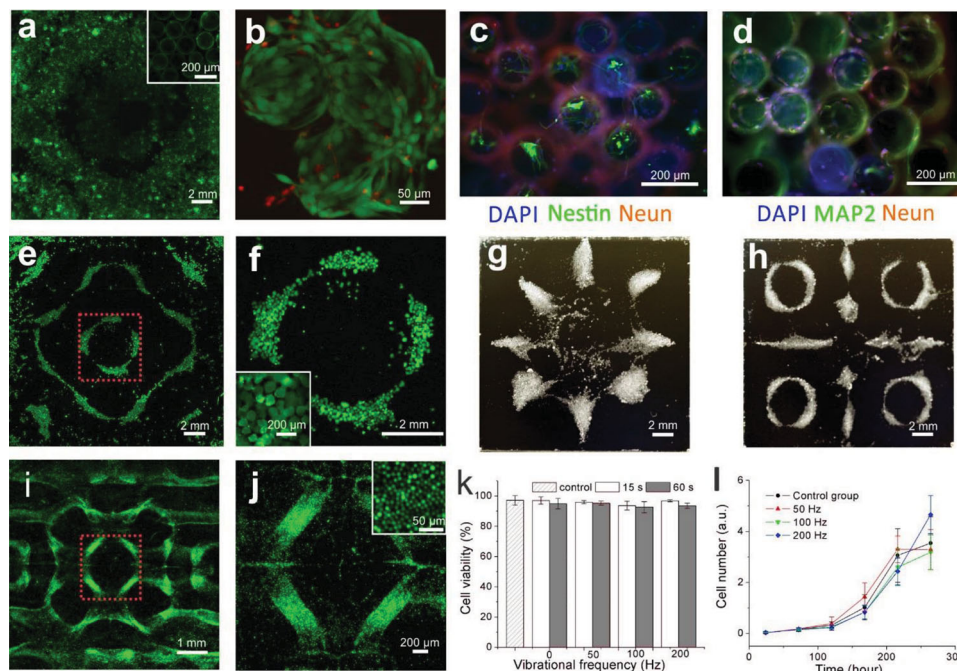 a
200 μm
2 mm
b
50 μm
c
200 μm
d
200 μm
DAPI Nestin Neun
DAPI MAP2 Neun
e
2 mm
f
200 μm
2 mm
g
2 mm
h
2 mm
i
1 mm
j
50 μm
200 μm
k
control 15 s 60 s
Cell viability (%)
100
80
60
40
20
0
0 50 100 200
Vibrational frequency (Hz)
l
Control group
50 Hz
100 Hz
200 Hz
Cell number (a.u.)
6
4
2
0
0 100 200 30
Time (hour)